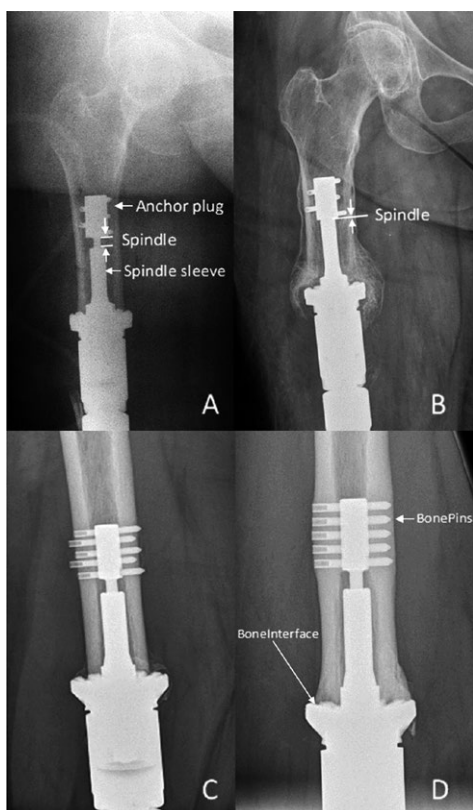 Anchor plug
Spindle
Spindle sleeve
A
Spindle
B
BonePins
BoneInterface
C
D